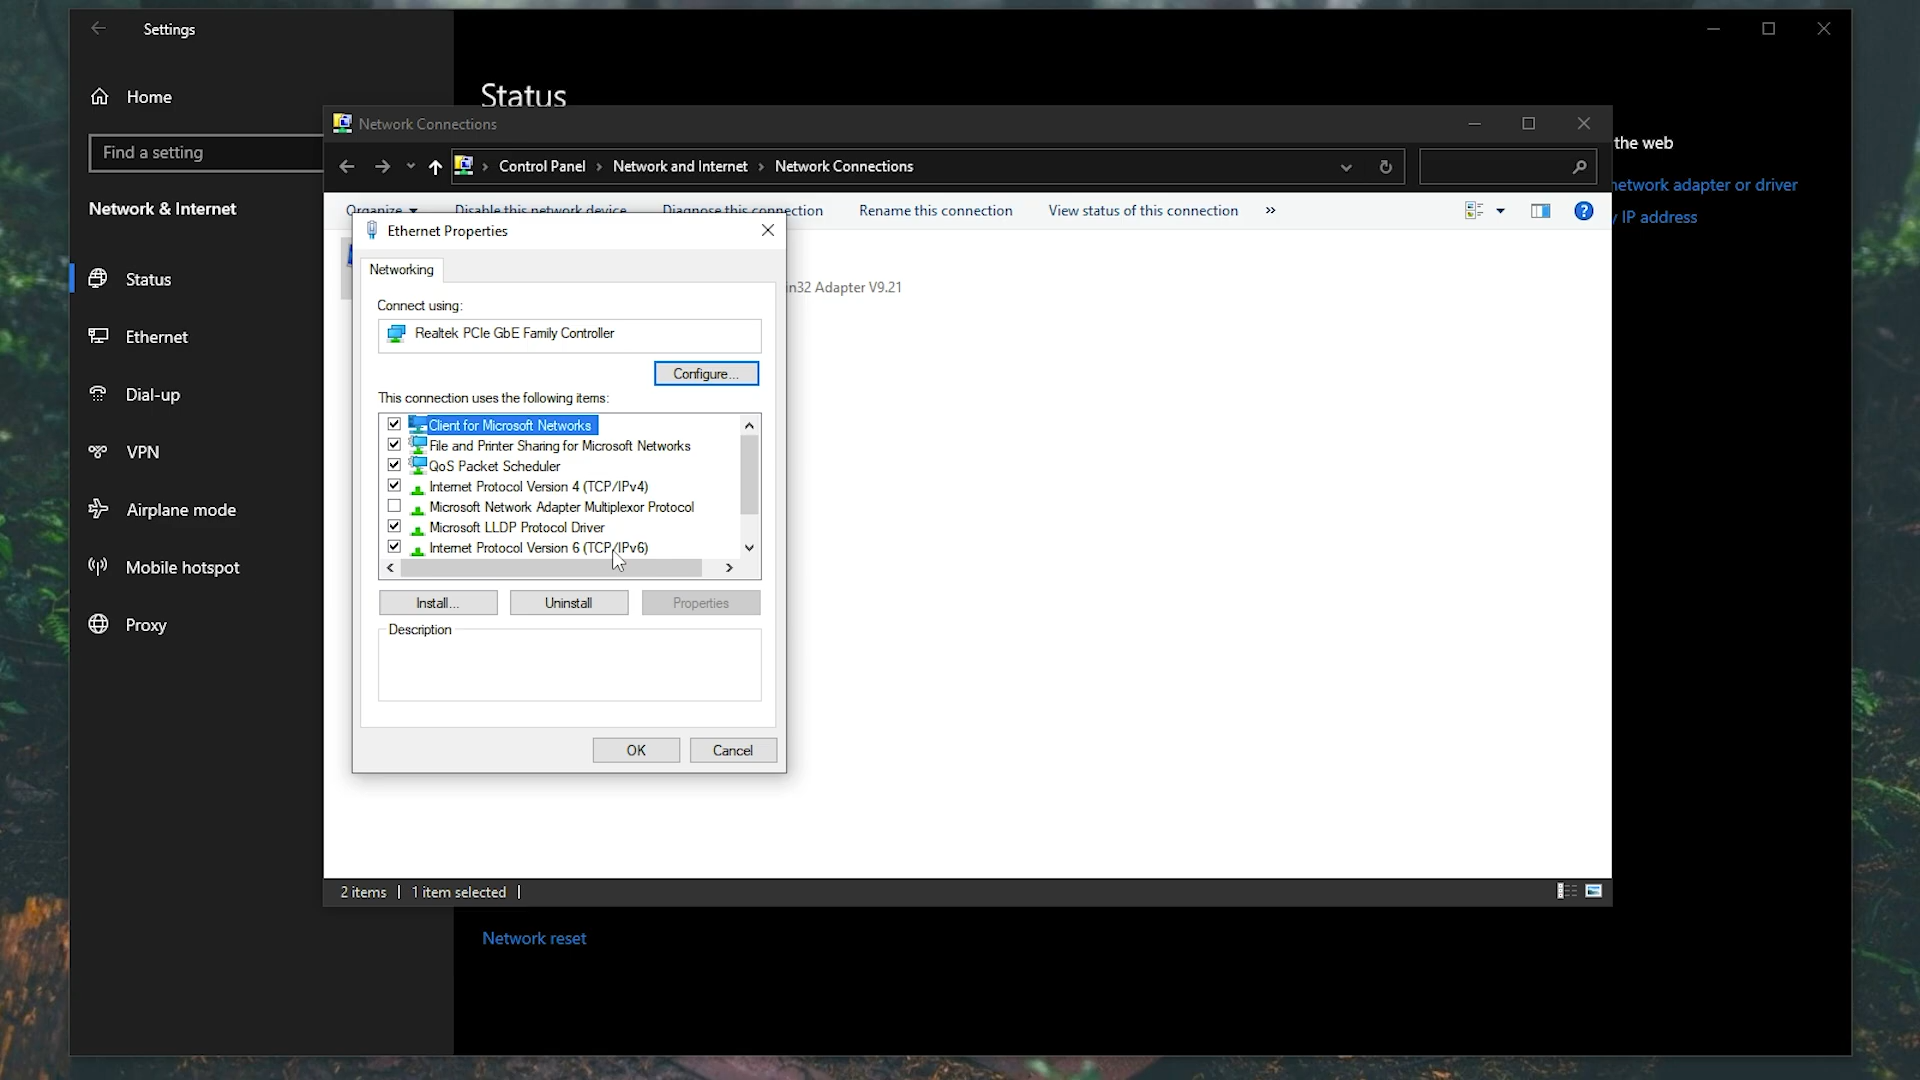 Settings
Home
Find a setting
Network & Internet
Status
Ethernet
Dial-up
VPN
Airplane mode
Mobile hotspot
Proxy
Status
the web
network adapter or driver
IP address
Network reset
Network Connections
Control Panel > Network and Internet > Network Connections
Organize Disable this network device Diagnose this connection Rename this connection View status of this connection »
in32 Adapter V9.21
Ethernet Properties
Networking
Connect using:
Realtek PCIe GbE Family Controller
Configure...
This connection uses the following items:
Client for Microsoft Networks
File and Printer Sharing for Microsoft Networks
QoS Packet Scheduler
Internet Protocol Version 4 (TCP/IPv4)
Microsoft Network Adapter Multiplexor Protocol
Microsoft LLDP Protocol Driver
Internet Protocol Version 6 (TCP/IPv6)
Install... Uninstall Properties
Description
OK Cancel
2 items | 1 item selected |